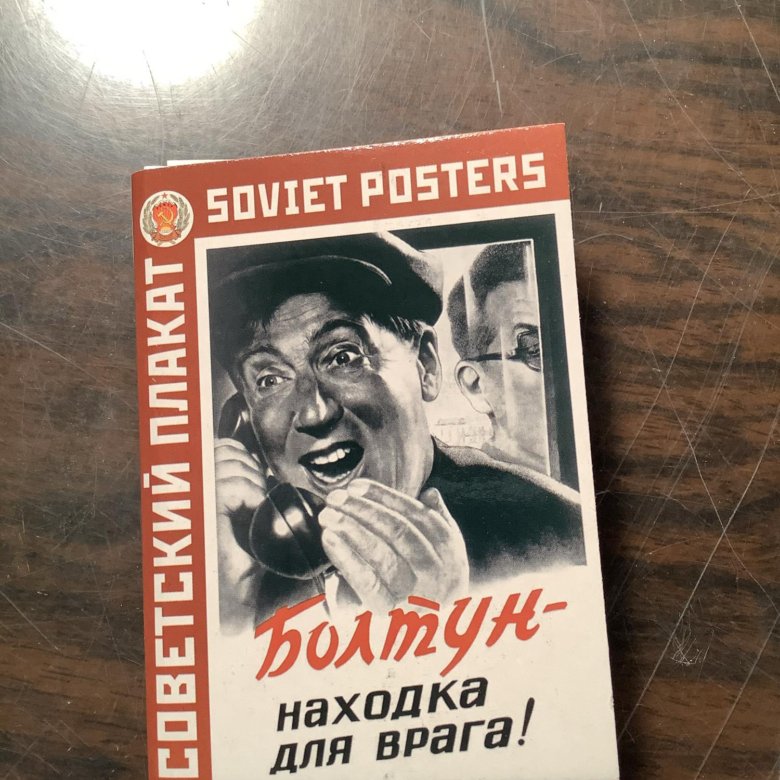 SOVIET POSTERS
СОВЕТСКИЙ ПЛАКАТ
Болтун-
находка
для врага!